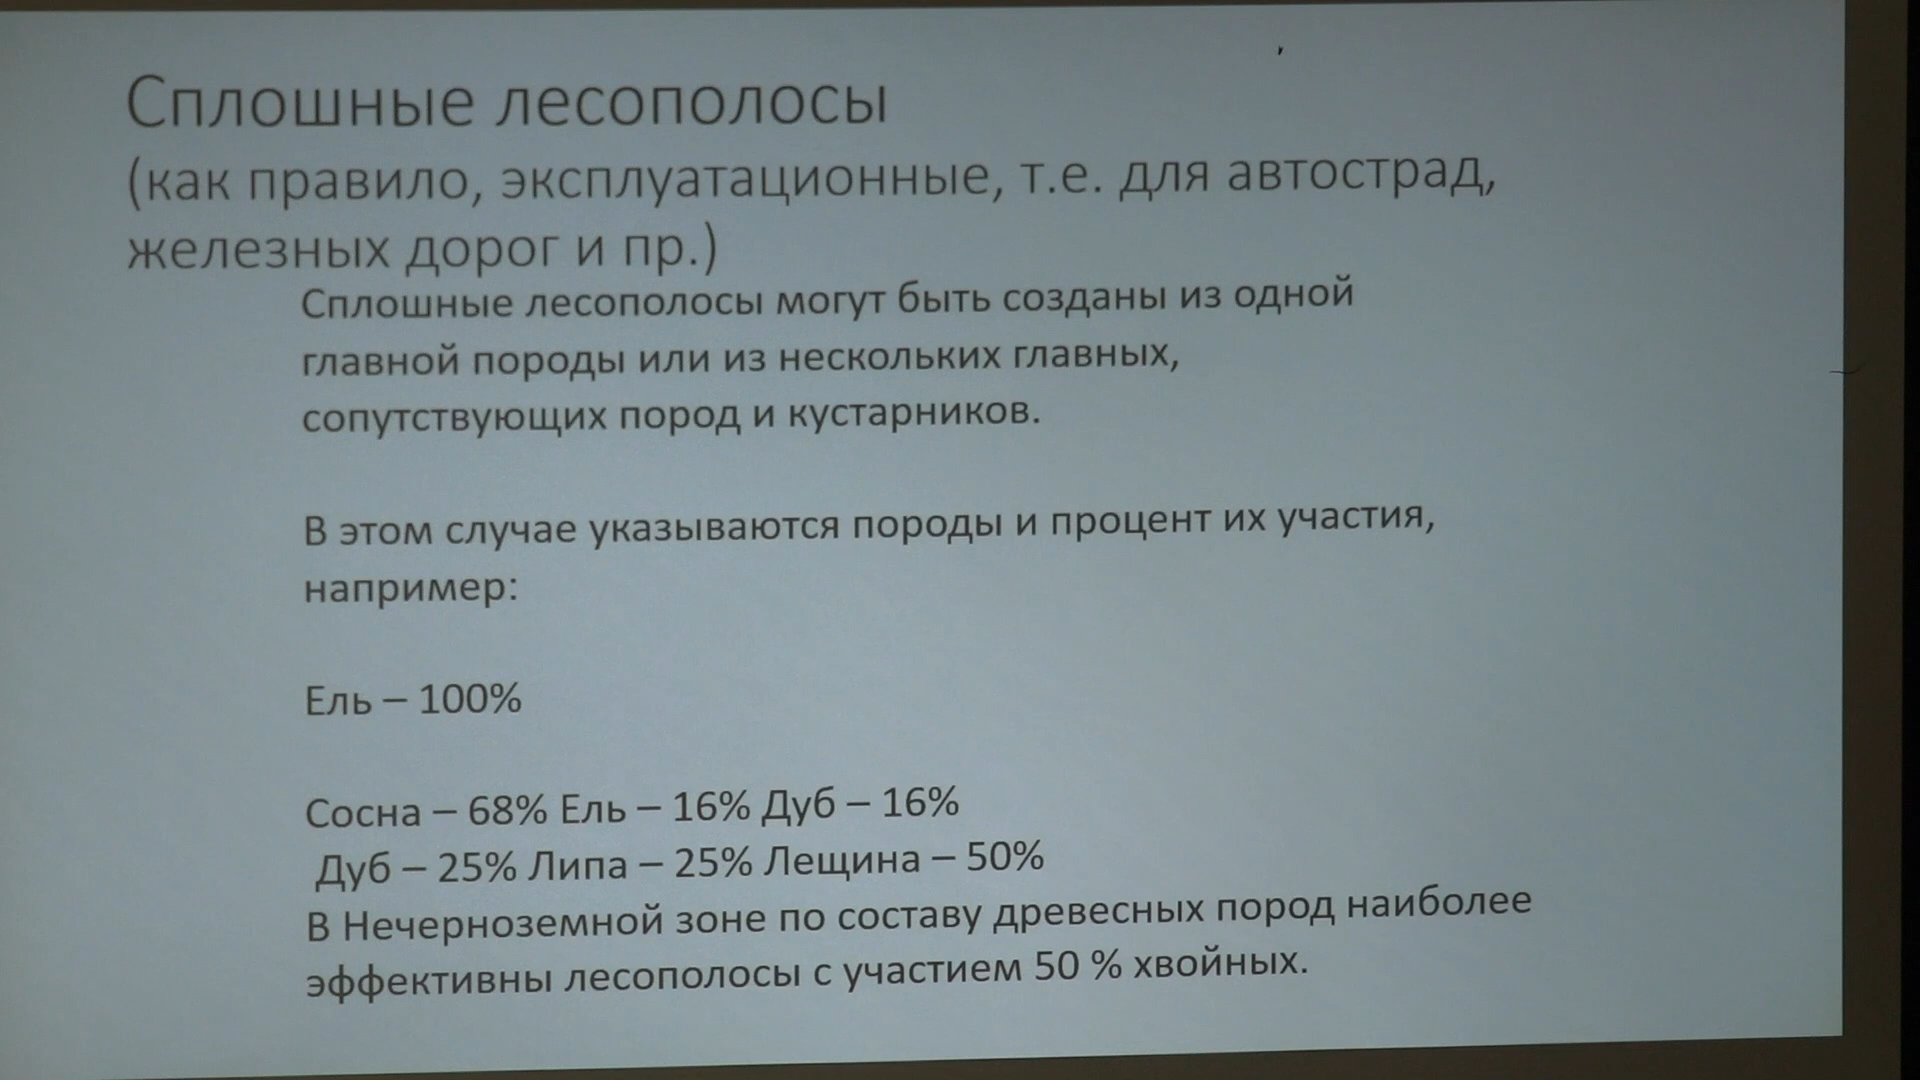 Сплошные лесополосы
(как правило, эксплуатационные, т.е. для автострад,
железных дорог и пр.)
Сплошные лесополосы могут быть созданы из одной
главной породы или из нескольких главных,
сопутствующих пород и кустарников.
В этом случае указываются породы и процент их участия,
например:
Ель – 100%
Сосна – 68% Ель – 16% Дуб – 16%
Дуб – 25% Липа – 25% Лещина – 50%
В Нечерноземной зоне по составу древесных пород наиболее
эффективны лесополосы с участием 50 % хвойных.